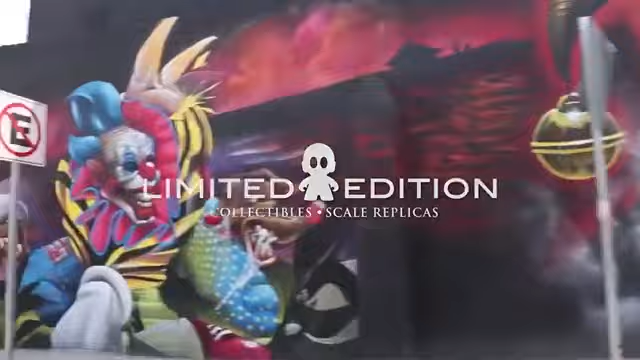 LIMITED EDITION
COLLECTIBLES • SCALE REPLICAS
E